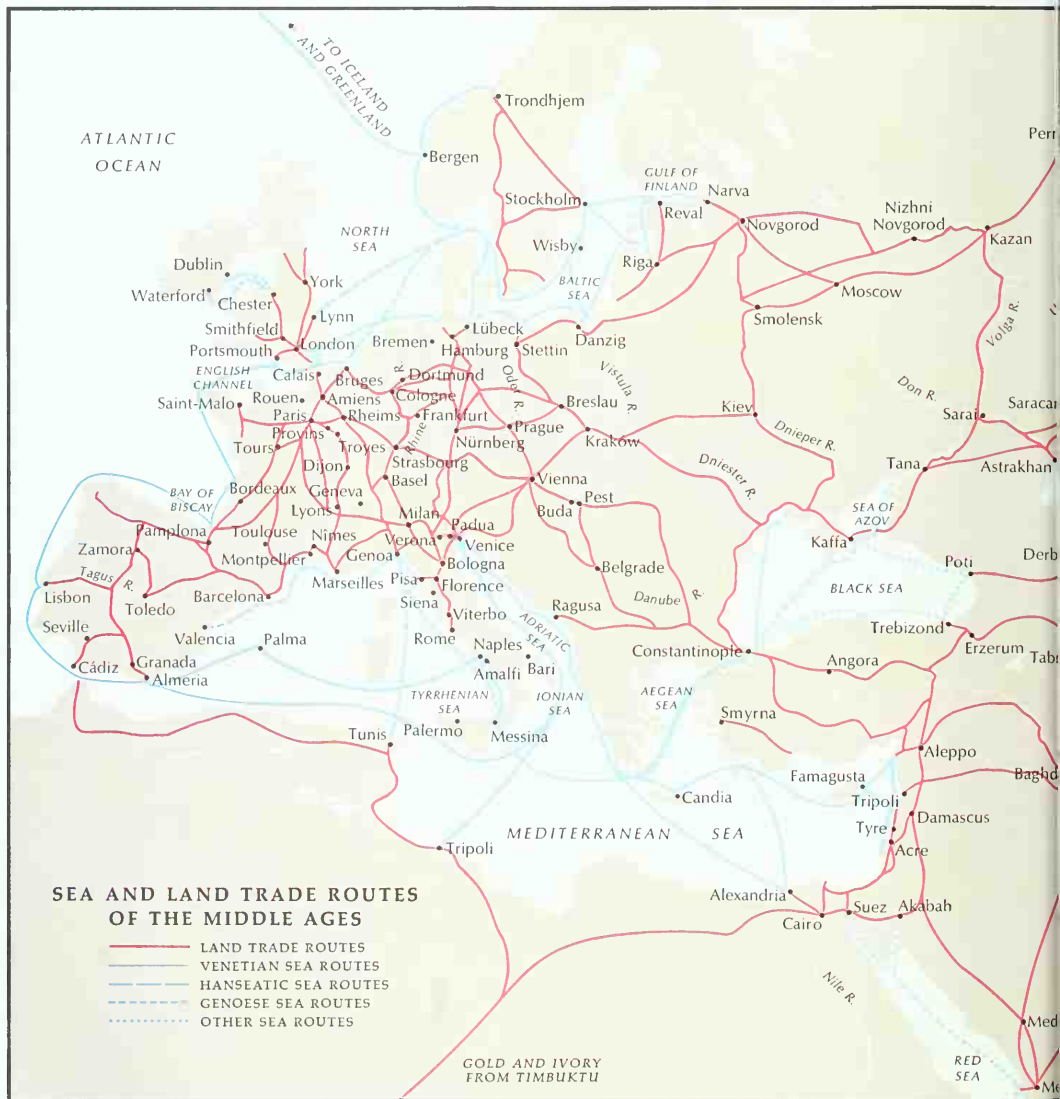 TO ICELAND
AND GREENLAND
Trondhjem
ATLANTIC
OCEAN
Bergen
Perr
GULF OF
FINLAND
Narva
Stockholm
Reval
Novgorod
Nizhni
Novgorod
Kazan
NORTH
SEA
Wisby
Dublin
Riga
York
BALTIC
SEA
Waterford
Chester
Moscow
Lynn
Smolensk
Volga R.
Smithfield
London
Bremen
Lübeck
Hamburg
Stettin
Danzig
Portsmouth
ENGLISH
CHANNEL
Calais
Bruges
R.
Dortmund
Oder R.
Vistula R.
Don R.
Rouen
Amiens
Cologne
Saint-Malo
Breslau
Kiev
Sarai
Saracar
Paris
Rheims
Frankfurt
Provins
Rhine
Prague
Dnieper R.
Tours
Troyes
Nürnberg
Krakow
Dijon
Strasbourg
Dniester R.
Tana
Astrakhan
Basel
Vienna
BAY OF
BISCAY
Bordeaux
Geneva
Pest
Lyons
Buda
SEA OF
AZOV
Milan
Padua
Pamplona
Toulouse
Nîmes
Verona
Venice
Kaffa
Zamora
Montpellier
Genoa
Bologna
Poti
Derb
Tagus R.
Marseilles
Pisa
Florence
Belgrade
Lisbon
Toledo
Barcelona
Siena
Danube R.
BLACK SEA
Viterbo
Ragusa
Seville
Valencia
Palma
Rome
ADRIATIC
SEA
Trebizond
Naples
Constantinople
Erzerum
Tabr
Cádiz
Granada
Amalfi
Bari
Angora
Almeria
TYRRHENIAN
SEA
IONIAN
SEA
AEGEAN
SEA
Smyrna
Tunis
Palermo
Messina
Aleppo
Famagusta
Baghd
Candia
Tripoli
Damascus
MEDITERRANEAN SEA
Tyre
Tripoli
Acre
SEA AND LAND TRADE ROUTES
OF THE MIDDLE AGES
Alexandria
Cairo
Suez
Akabah
LAND TRADE ROUTES
VENETIAN SEA ROUTES
HANSEATIC SEA ROUTES
GENOESE SEA ROUTES
OTHER SEA ROUTES
Nile R.
Med
GOLD AND IVORY
FROM TIMBUKTU
RED
SEA
Me